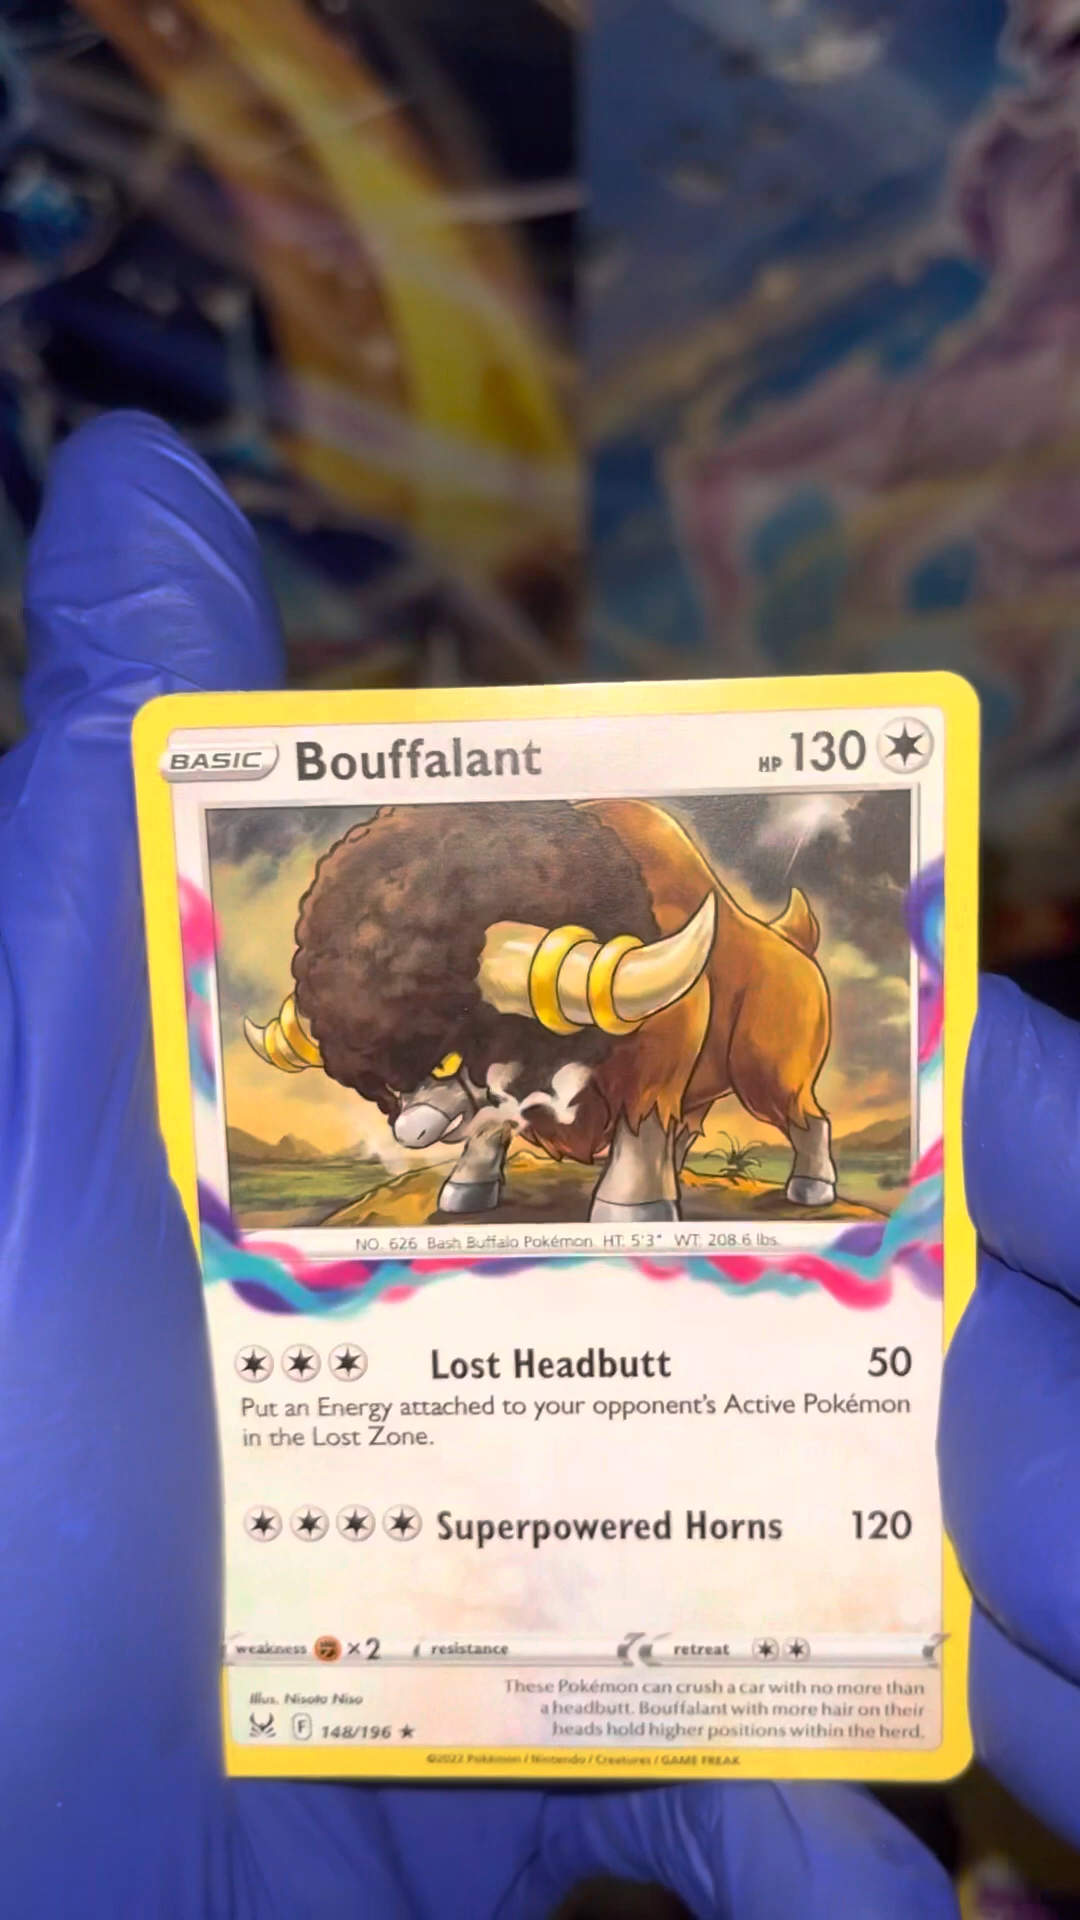 BASIC Bouffalant HP 130
NO. 626 Bash Buffalo Pokémon HT: 5'3" WT: 208.6 lbs.
Lost Headbutt 50
Put an Energy attached to your opponent's Active Pokémon
in the Lost Zone.
Superpowered Horns 120
weakness ×2 resistance retreat
These Pokémon can crush a car with no more than
a headbutt. Bouffalant with more hair on their
heads hold higher positions within the herd.
Illus. Nisoto Niso
F 148/196 ★
©2022 Pokémon / Nintendo / Creatures / GAME FREAK